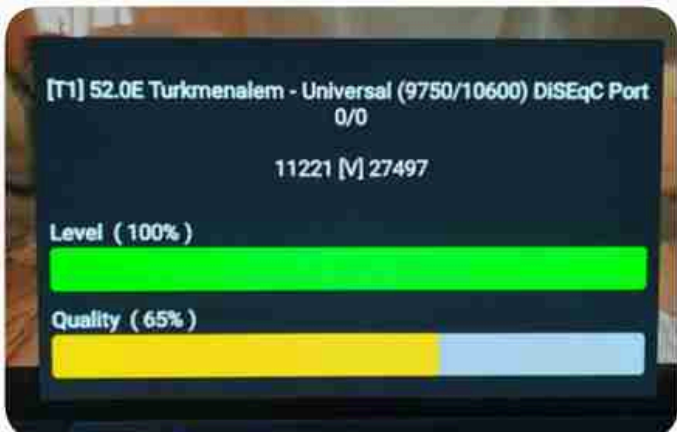 [T1] 52.0E Turkmenalem - Universal (9750/10600) DiSEqC Port
0/0
11221 [V] 27497
Level ( 100% )
Quality ( 65% )